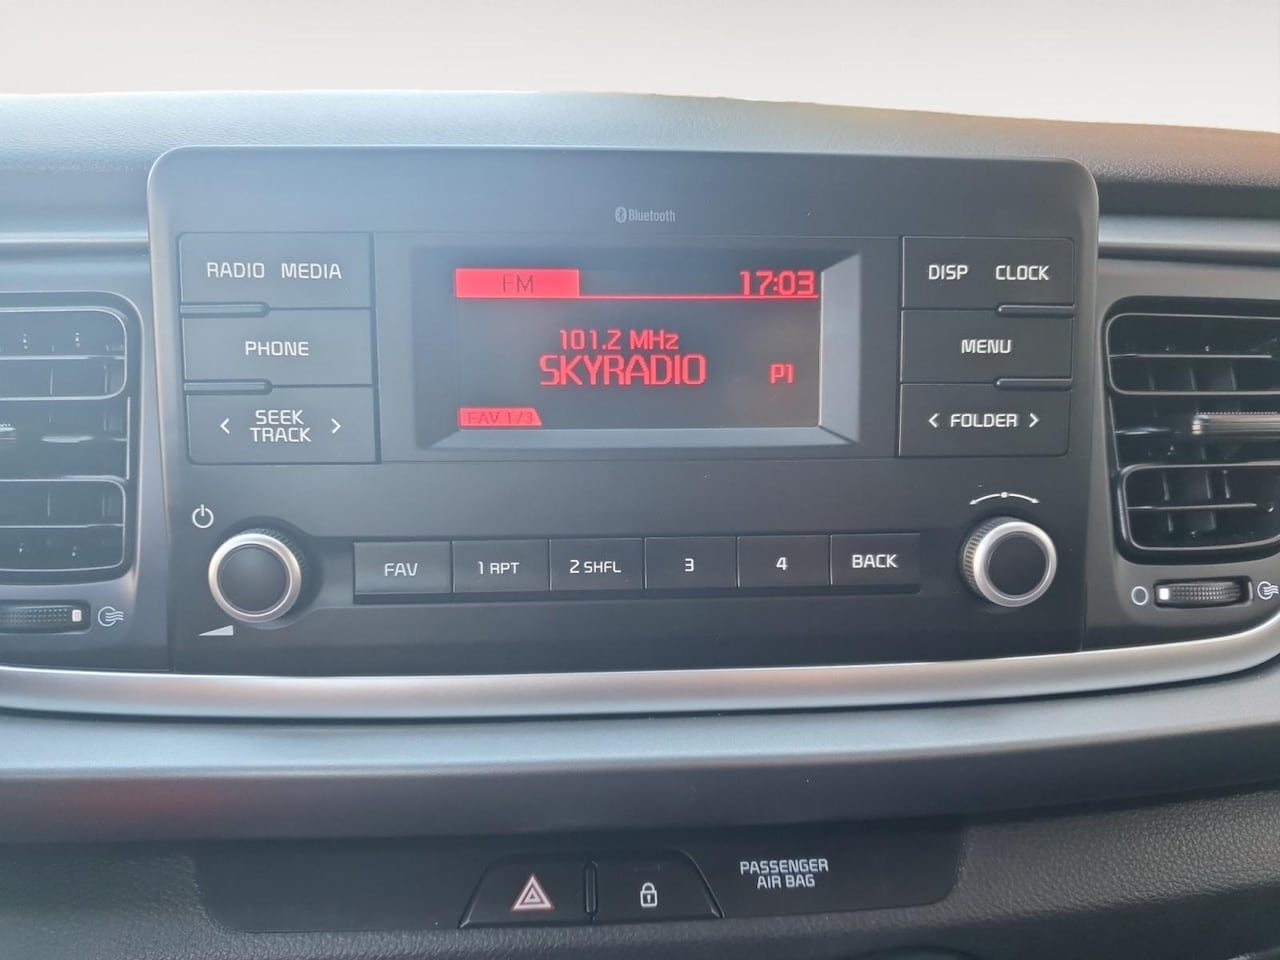 Bluetooth
RADIO MEDIA
PHONE
< SEEK >
TRACK
FM 17:03
101.2 MHz
SKYRADIO P1
FAV 1/3
DISP CLOCK
MENU
< FOLDER >
FAV 1 RPT 2 SHFL 3 4 BACK
PASSENGER
AIR BAG